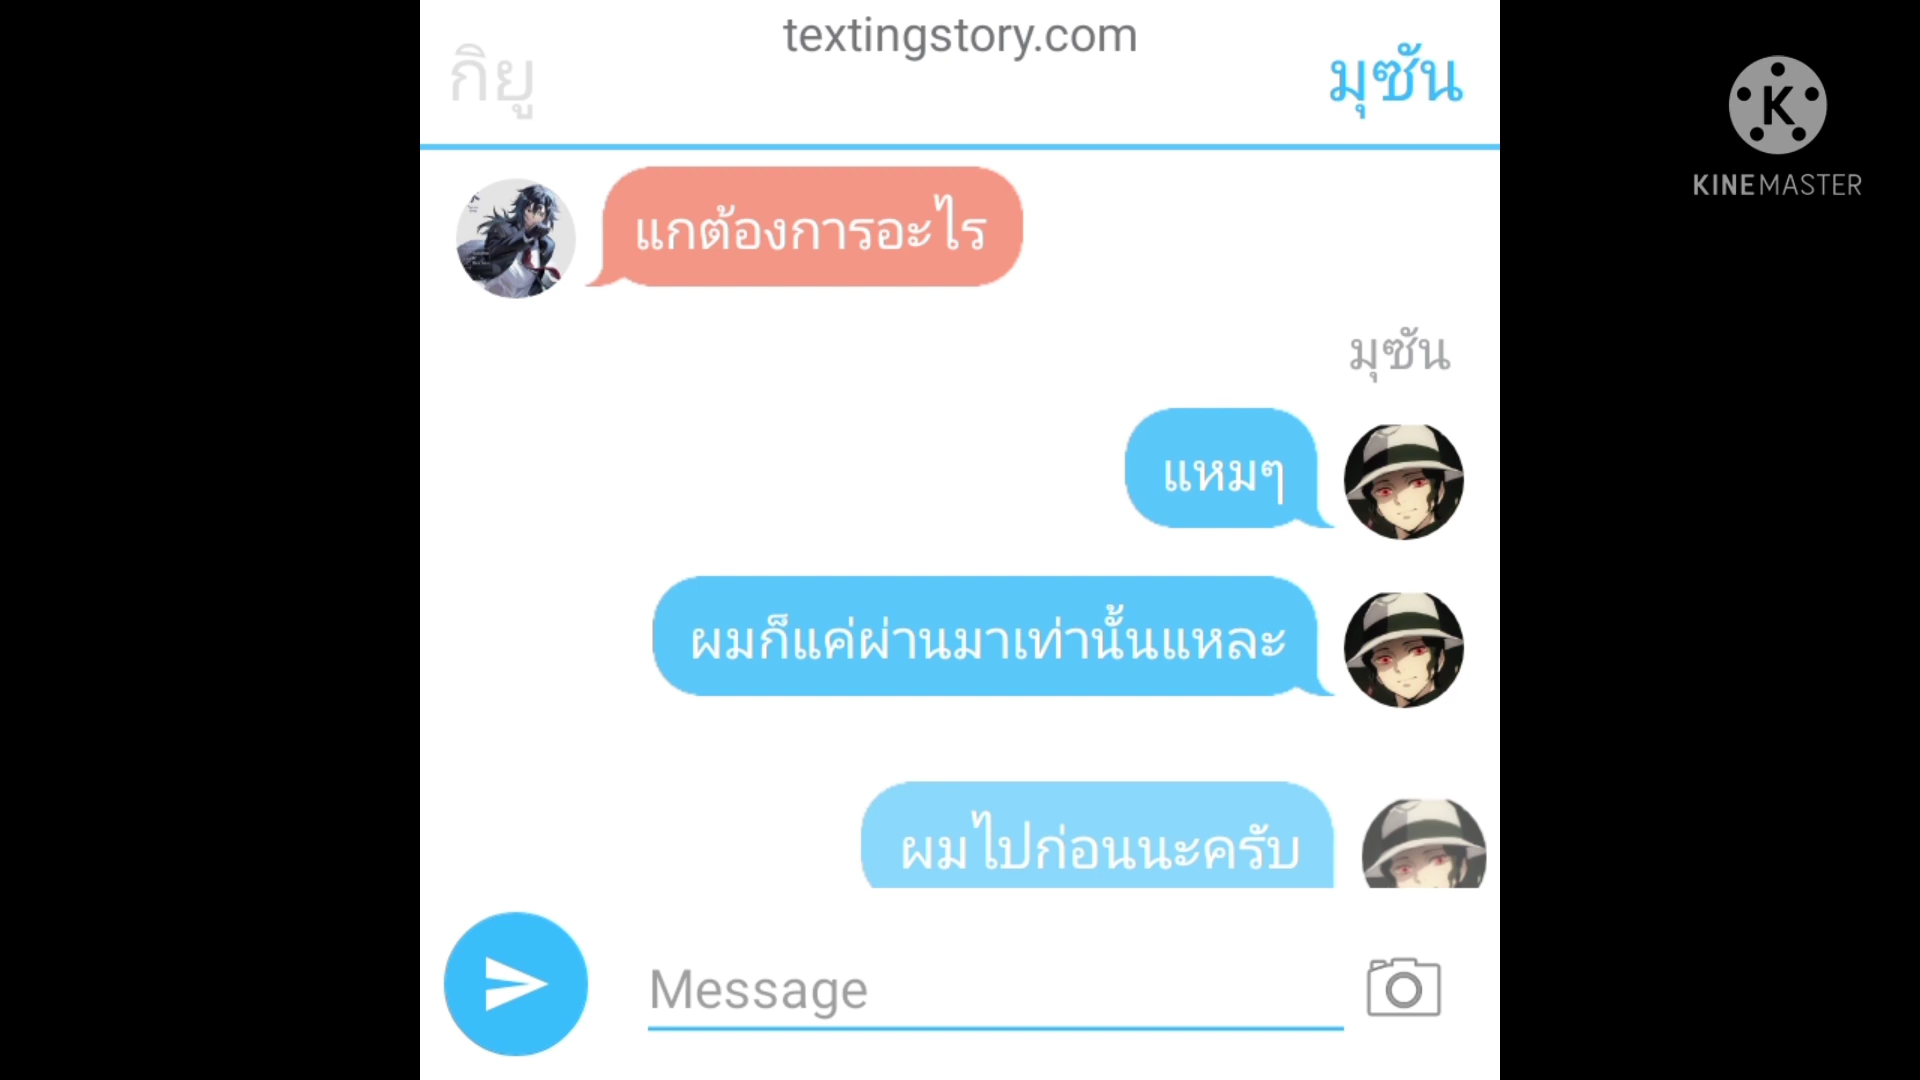 textingstory.com
กิยู
มุซัน
KINEMASTER
แกต้องการอะไร
มุซัน
แหมๆ
ผมก็แค่ผ่านมาเท่านั้นแหละ
ผมไปก่อนนะครับ
Message